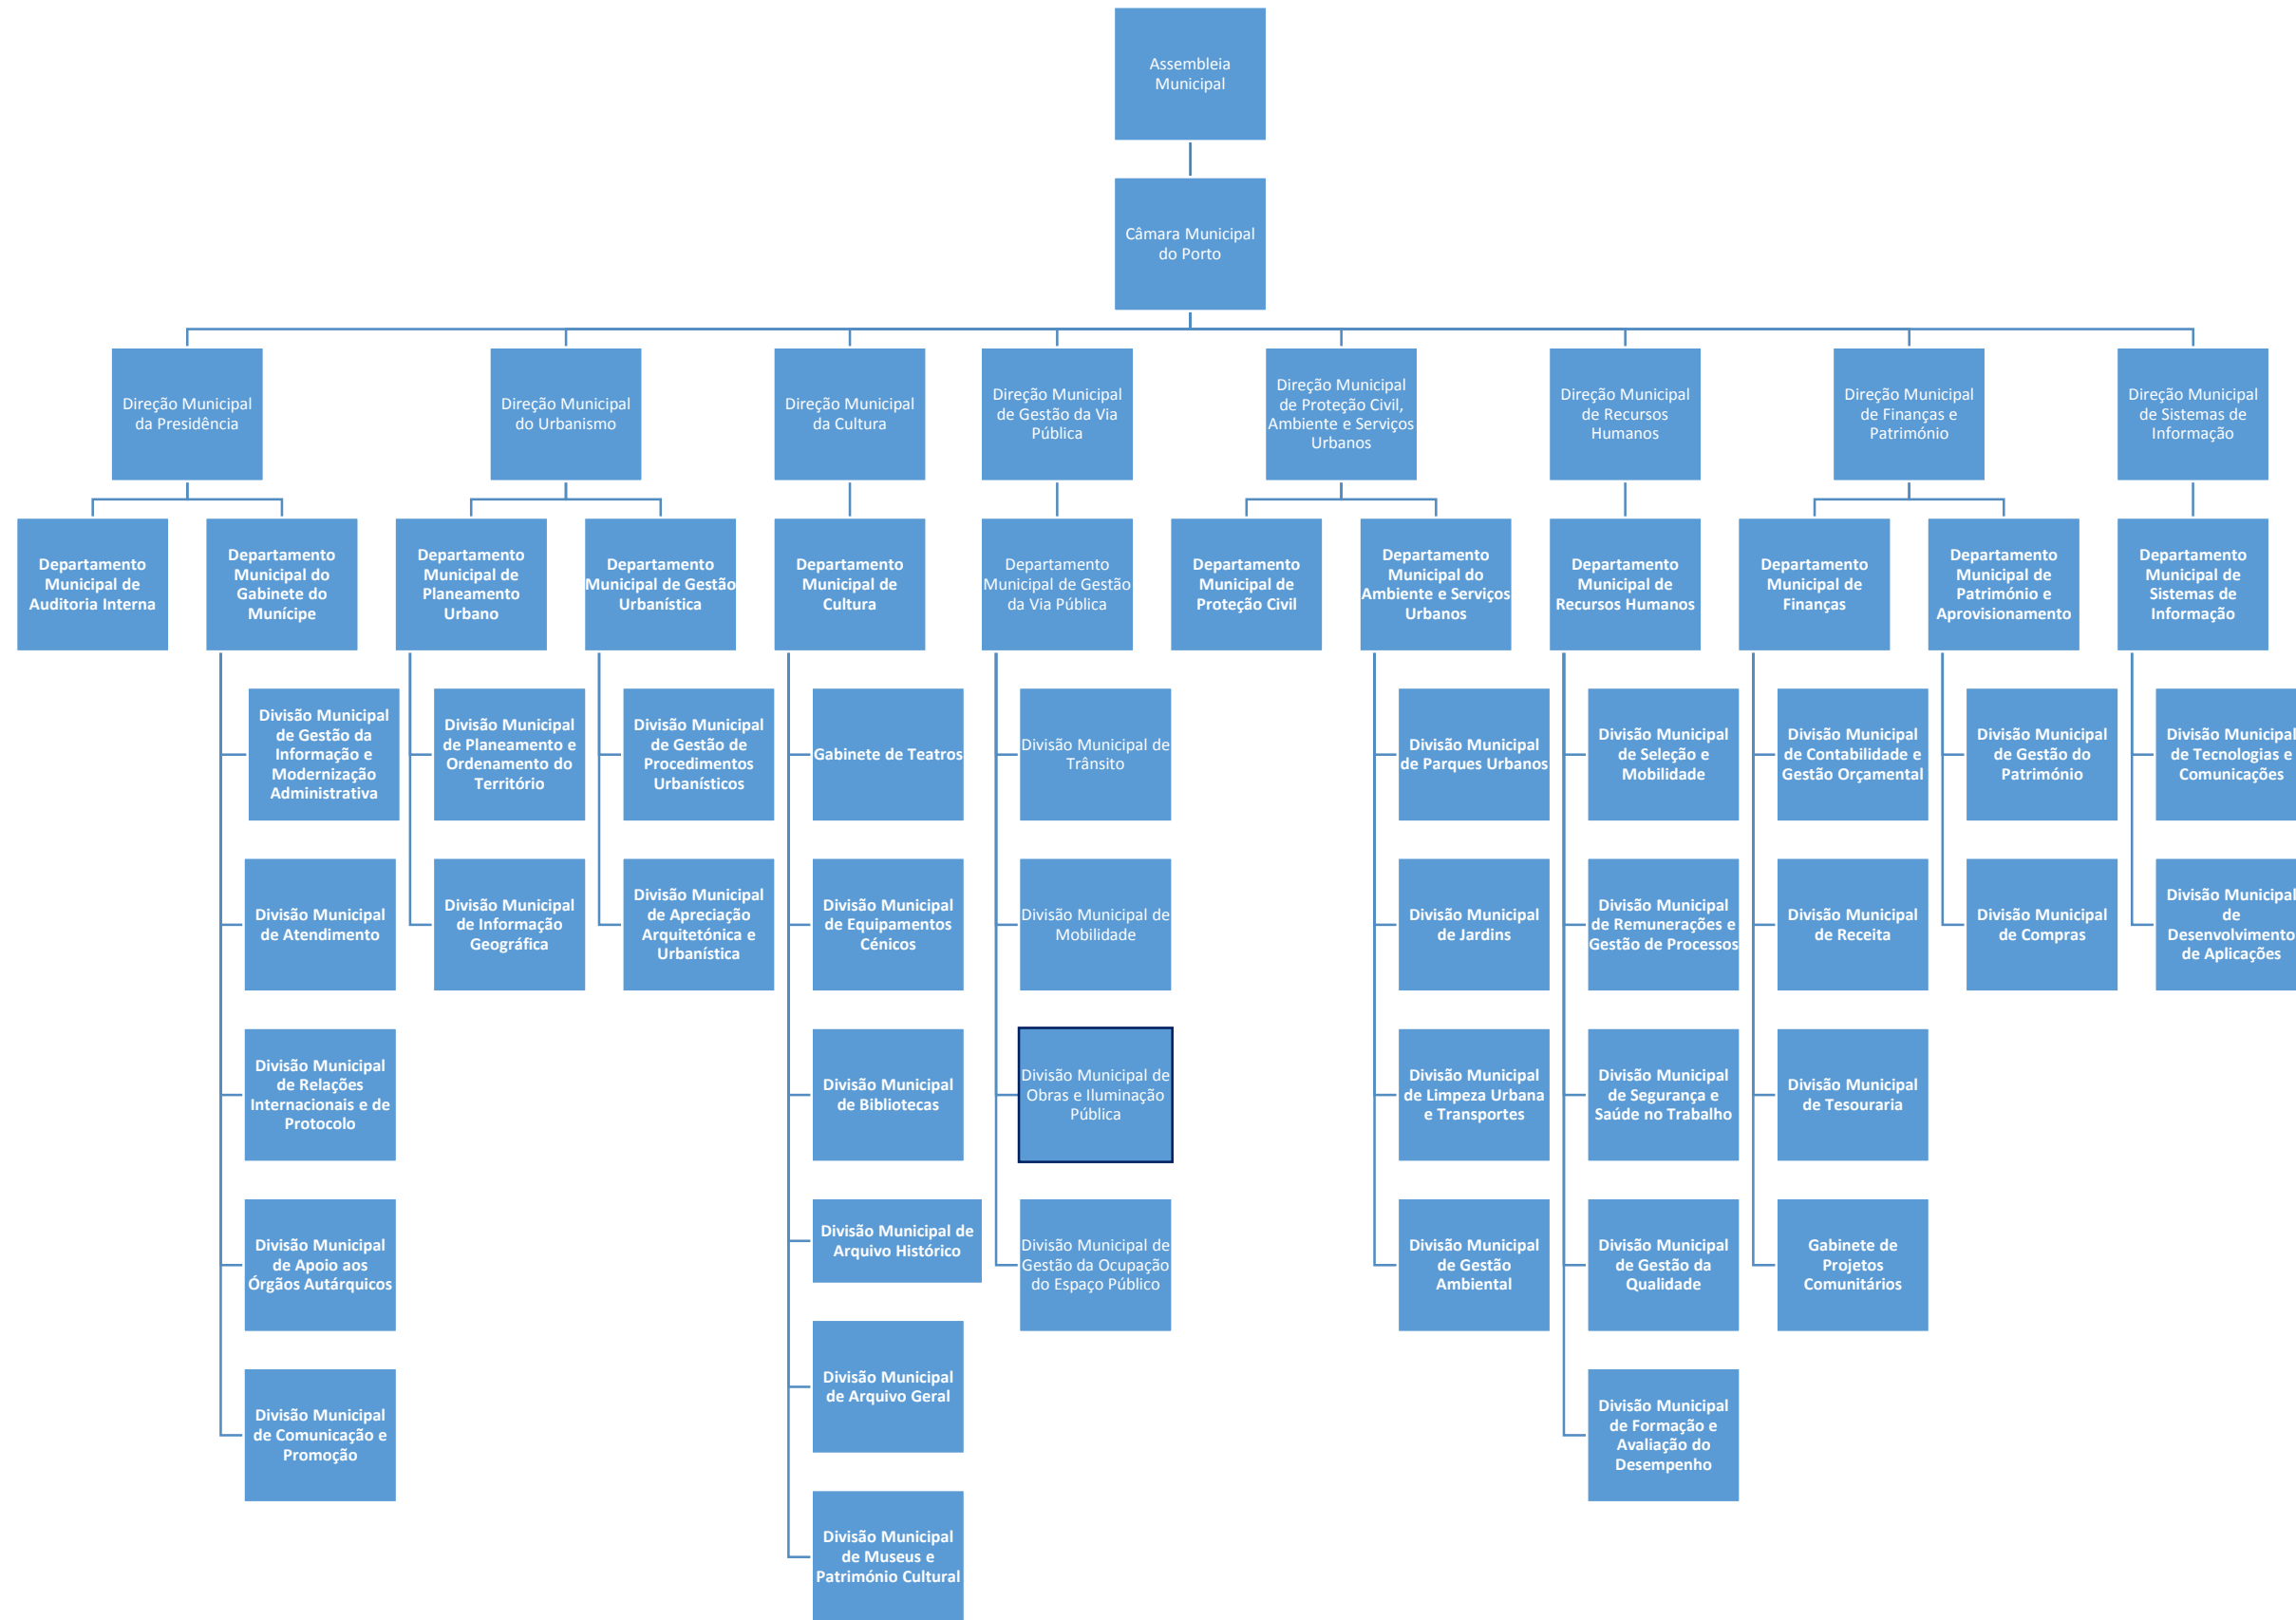 Assembleia
Municipal
Câmara Municipal
do Porto
Direção Municipal
da Presidência
Direção Municipal
do Urbanismo
Direção Municipal
da Cultura
Direção Municipal
de Gestão da Via
Pública
Direção Municipal
de Proteção Civil,
Ambiente e Serviços
Urbanos
Direção Municipal
de Recursos
Humanos
Direção Municipal
de Finanças e
Património
Direção Municipal
de Sistemas de
Informação
Departamento
Municipal de
Auditoria Interna
Departamento
Municipal do
Gabinete do
Munícipe
Departamento
Municipal de
Planeamento
Urbano
Departamento
Municipal de Gestão
Urbanística
Departamento
Municipal de
Cultura
Departamento
Municipal de Gestão
da Via Pública
Departamento
Municipal de
Proteção Civil
Departamento
Municipal do
Ambiente e Serviços
Urbanos
Departamento
Municipal de
Recursos Humanos
Departamento
Municipal de
Finanças
Departamento
Municipal de
Património e
Aprovisionamento
Departamento
Municipal de
Sistemas de
Informação
Divisão Municipal
de Gestão da
Informação e
Modernização
Administrativa
Divisão Municipal
de Planeamento e
Ordenamento do
Território
Divisão Municipal
de Gestão de
Procedimentos
Urbanísticos
Gabinete de Teatros
Divisão Municipal de
Trânsito
Divisão Municipal
de Parques Urbanos
Divisão Municipal
de Seleção e
Mobilidade
Divisão Municipal
de Contabilidade e
Gestão Orçamental
Divisão Municipal
de Gestão do
Património
Divisão Municipal
de Tecnologias e
Comunicações
Divisão Municipal
de Atendimento
Divisão Municipal
de Informação
Geográfica
Divisão Municipal
de Apreciação
Arquitetónica e
Urbanística
Divisão Municipal
de Equipamentos
Cénicos
Divisão Municipal de
Mobilidade
Divisão Municipal
de Jardins
Divisão Municipal
de Remunerações e
Gestão de Processos
Divisão Municipal
de Receita
Divisão Municipal
de Compras
Divisão Municipal
de
Desenvolvimento
de Aplicações
Divisão Municipal
de Relações
Internacionais e de
Protocolo
Divisão Municipal
de Bibliotecas
Divisão Municipal de
Obras e Iluminação
Pública
Divisão Municipal
de Limpeza Urbana
e Transportes
Divisão Municipal
de Segurança e
Saúde no Trabalho
Divisão Municipal
de Tesouraria
Divisão Municipal
de Apoio aos
Órgãos Autárquicos
Divisão Municipal de
Arquivo Histórico
Divisão Municipal de
Gestão da Ocupação
do Espaço Público
Divisão Municipal
de Gestão
Ambiental
Divisão Municipal
de Gestão da
Qualidade
Gabinete de
Projetos
Comunitários
Divisão Municipal
de Comunicação e
Promoção
Divisão Municipal
de Arquivo Geral
Divisão Municipal
de Formação e
Avaliação do
Desempenho
Divisão Municipal
de Museus e
Património Cultural